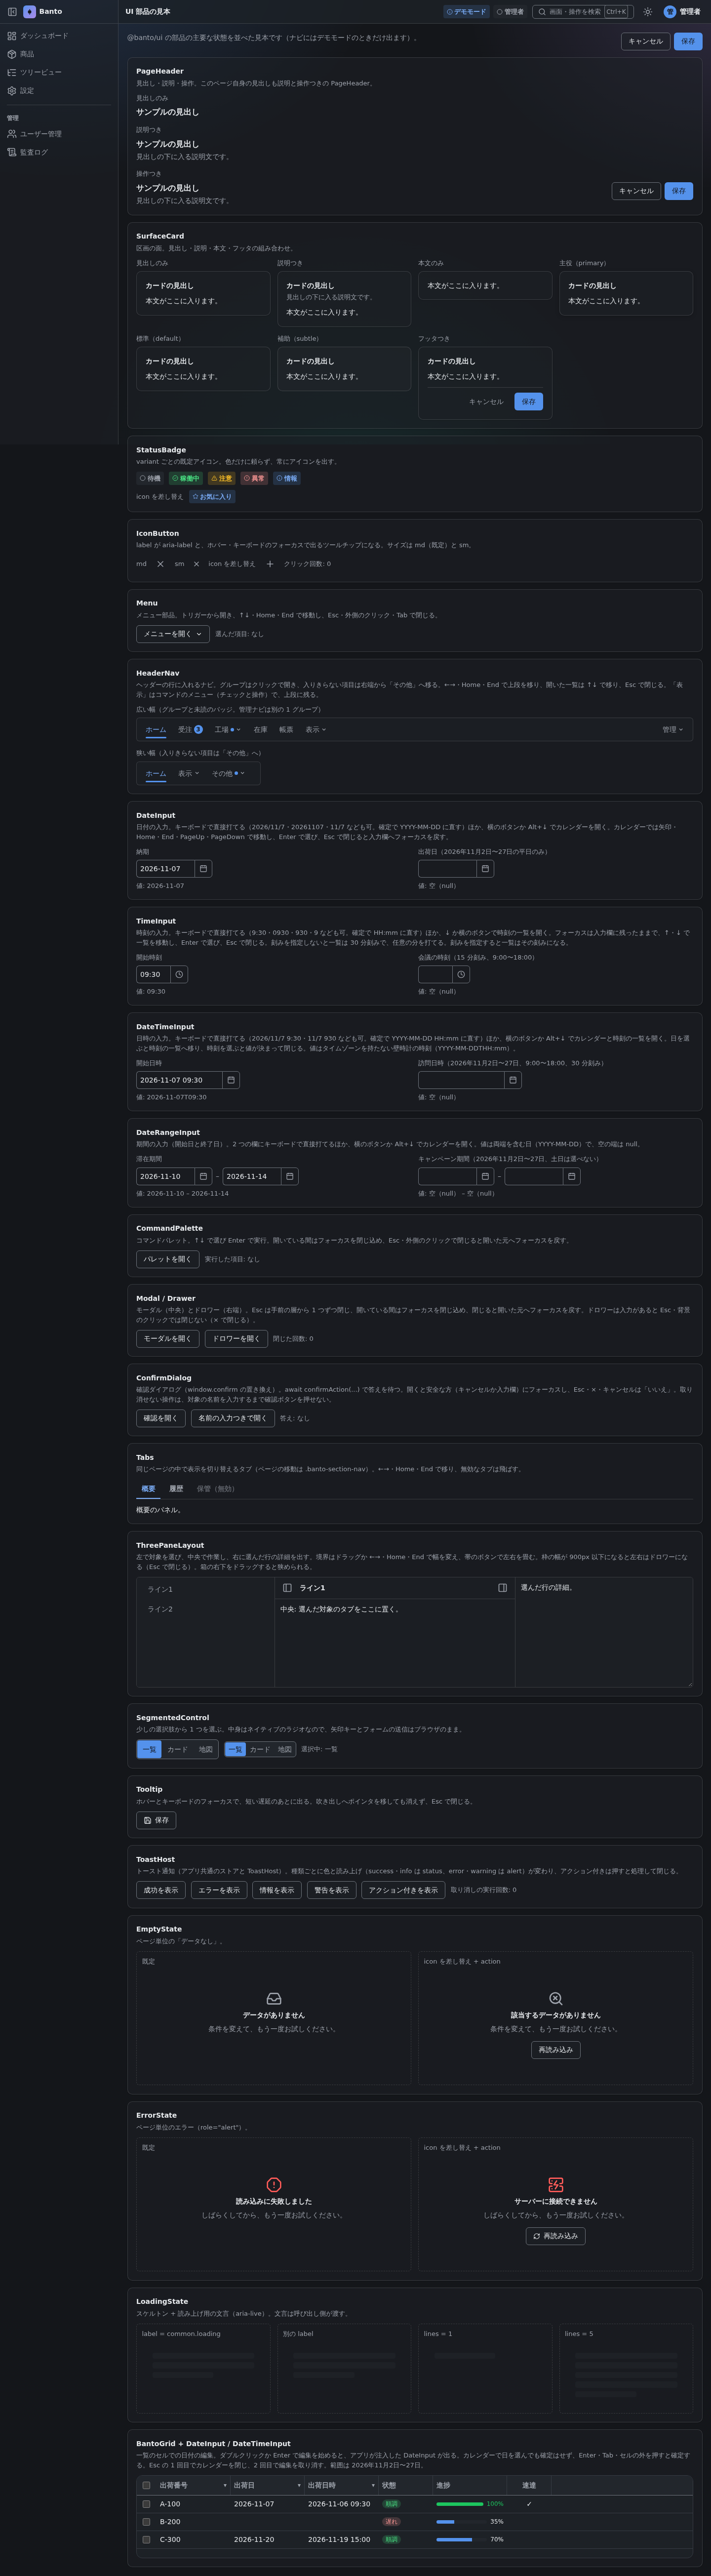 Banto
UI 部品の見本
デモモード
管理者
画面・操作を検索 Ctrl+K
管 管理者
ダッシュボード
商品
ツリービュー
設定
管理
ユーザー管理
監査ログ
@banto/ui の部品の主要な状態を並べた見本です（ナビにはデモモードのときだけ出ます）。
キャンセル 保存
PageHeader
見出し・説明・操作。このページ自身の見出しも説明と操作つきの PageHeader。
見出しのみ
サンプルの見出し
説明つき
サンプルの見出し
見出しの下に入る説明文です。
操作つき
サンプルの見出し
見出しの下に入る説明文です。
キャンセル 保存
SurfaceCard
区画の面。見出し・説明・本文・フッタの組み合わせ。
見出しのみ 説明つき 本文のみ 主役（primary）
カードの見出し
本文がここに入ります。
カードの見出し
見出しの下に入る説明文です。
本文がここに入ります。
本文がここに入ります。
カードの見出し
本文がここに入ります。
標準（default） 補助（subtle） フッタつき
カードの見出し
本文がここに入ります。
カードの見出し
本文がここに入ります。
カードの見出し
本文がここに入ります。
キャンセル 保存
StatusBadge
variant ごとの既定アイコン。色だけに頼らず、常にアイコンを出す。
待機 稼働中 注意 異常 情報
icon を差し替え お気に入り
IconButton
label が aria-label と、ホバー・キーボードのフォーカスで出るツールチップになる。サイズは md（既定）と sm。
md sm icon を差し替え クリック回数: 0
Menu
メニュー部品。トリガーから開き、↑↓・Home・End で移動し、Esc・外側のクリック・Tab で閉じる。
メニューを開く 選んだ項目: なし
HeaderNav
ヘッダーの行に入れるナビ。グループはクリックで開き、入りきらない項目は右端から「その他」へ移る。←→・Home・End で上段を移り、開いた一覧は ↑↓ で移り、Esc で閉じる。「表
示」はコマンドのメニュー（チェックと操作）で、上段に残る。
広い幅（グループと未読のバッジ。管理ナビは別の 1 グループ）
ホーム 受注 3 工場 在庫 帳票 表示 管理
狭い幅（入りきらない項目は「その他」へ）
ホーム 表示 その他
DateInput
日付の入力。キーボードで直接打てる（2026/11/7・20261107・11/7 なども可。確定で YYYY-MM-DD に直す）ほか、横のボタンか Alt+↓ でカレンダーを開く。カレンダーでは矢印・
Home・End・PageUp・PageDown で移動し、Enter で選び、Esc で閉じると入力欄へフォーカスを戻す。
納期 出荷日（2026年11月2日〜27日の平日のみ）
2026-11-07
値: 2026-11-07 値: 空（null）
TimeInput
時刻の入力。キーボードで直接打てる（9:30・0930・930・9 なども可。確定で HH:mm に直す）ほか、↓ か横のボタンで時刻の一覧を開く。フォーカスは入力欄に残ったままで、↑・↓ で
一覧を移動し、Enter で選び、Esc で閉じる。刻みを指定しないと一覧は 30 分刻みで、任意の分を打てる。刻みを指定すると一覧はその刻みになる。
開始時刻 会議の時刻（15 分刻み、9:00〜18:00）
09:30
値: 09:30 値: 空（null）
DateTimeInput
日時の入力。キーボードで直接打てる（2026/11/7 9:30・11/7 930 なども可。確定で YYYY-MM-DD HH:mm に直す）ほか、横のボタンか Alt+↓ でカレンダーと時刻の一覧を開く。日を選
ぶと時刻の一覧へ移り、時刻を選ぶと値が決まって閉じる。値はタイムゾーンを持たない壁時計の時刻（YYYY-MM-DDTHH:mm）。
開始日時 訪問日時（2026年11月2日〜27日、9:00〜18:00、30 分刻み）
2026-11-07 09:30
値: 2026-11-07T09:30 値: 空（null）
DateRangeInput
期間の入力（開始日と終了日）。2 つの欄にキーボードで直接打てるほか、横のボタンか Alt+↓ でカレンダーを開く。値は両端を含む日（YYYY-MM-DD）で、空の端は null。
滞在期間 キャンペーン期間（2026年11月2日〜27日、土日は選べない）
2026-11-10 – 2026-11-14 –
値: 2026-11-10 – 2026-11-14 値: 空（null） – 空（null）
CommandPalette
コマンドパレット。↑↓ で選び Enter で実行。開いている間はフォーカスを閉じ込め、Esc・外側のクリックで閉じると開いた元へフォーカスを戻す。
パレットを開く 実行した項目: なし
Modal / Drawer
モーダル（中央）とドロワー（右端）。Esc は手前の層から 1 つずつ閉じ、開いている間はフォーカスを閉じ込め、閉じると開いた元へフォーカスを戻す。ドロワーは入力があると Esc・背景
のクリックでは閉じない（× で閉じる）。
モーダルを開く ドロワーを開く 閉じた回数: 0
ConfirmDialog
確認ダイアログ（window.confirm の置き換え）。await confirmAction(...) で答えを待つ。開くと安全な方（キャンセルか入力欄）にフォーカスし、Esc・×・キャンセルは「いいえ」。取り
消せない操作は、対象の名前を入力するまで確認ボタンを押せない。
確認を開く 名前の入力つきで開く 答え: なし
Tabs
同じページの中で表示を切り替えるタブ（ページの移動は .banto-section-nav）。←→・Home・End で移り、無効なタブは飛ばす。
概要 履歴 保管（無効）
概要のパネル。
ThreePaneLayout
左で対象を選び、中央で作業し、右に選んだ行の詳細を出す。境界はドラッグか ←→・Home・End で幅を変え、帯のボタンで左右を畳む。枠の幅が 900px 以下になると左右はドロワーにな
る（Esc で閉じる）。箱の右下をドラッグすると狭められる。
ライン1
ライン2
ライン1
中央: 選んだ対象のタブをここに置く。
選んだ行の詳細。
SegmentedControl
少しの選択肢から 1 つを選ぶ。中身はネイティブのラジオなので、矢印キーとフォームの送信はブラウザのまま。
一覧 カード 地図 一覧 カード 地図 選択中: 一覧
Tooltip
ホバーとキーボードのフォーカスで、短い遅延のあとに出る。吹き出しへポインタを移しても消えず、Esc で閉じる。
保存
ToastHost
トースト通知（アプリ共通のストアと ToastHost）。種類ごとに色と読み上げ（success・info は status、error・warning は alert）が変わり、アクション付きは押すと処理して閉じる。
成功を表示 エラーを表示 情報を表示 警告を表示 アクション付きを表示 取り消しの実行回数: 0
EmptyState
ページ単位の「データなし」。
既定
データがありません
条件を変えて、もう一度お試しください。
icon を差し替え + action
該当するデータがありません
条件を変えて、もう一度お試しください。
再読み込み
ErrorState
ページ単位のエラー（role="alert"）。
既定
読み込みに失敗しました
しばらくしてから、もう一度お試しください。
icon を差し替え + action
サーバーに接続できません
しばらくしてから、もう一度お試しください。
再読み込み
LoadingState
スケルトン + 読み上げ用の文言（aria-live）。文言は呼び出し側が渡す。
label = common.loading 別の label lines = 1 lines = 5
BantoGrid + DateInput / DateTimeInput
一覧のセルでの日付の編集。ダブルクリックか Enter で編集を始めると、アプリが注入した DateInput が出る。カレンダーで日を選んでも確定はせず、Enter・Tab・セルの外を押すと確定す
る。Esc の 1 回目でカレンダーを閉じ、2 回目で編集を取り消す。範囲は 2026年11月2日〜27日。
出荷番号 出荷日 出荷日時 状態 進捗 速達
A-100 2026-11-07 2026-11-06 09:30 順調 100% ✓
B-200 遅れ 35%
C-300 2026-11-20 2026-11-19 15:00 順調 70%